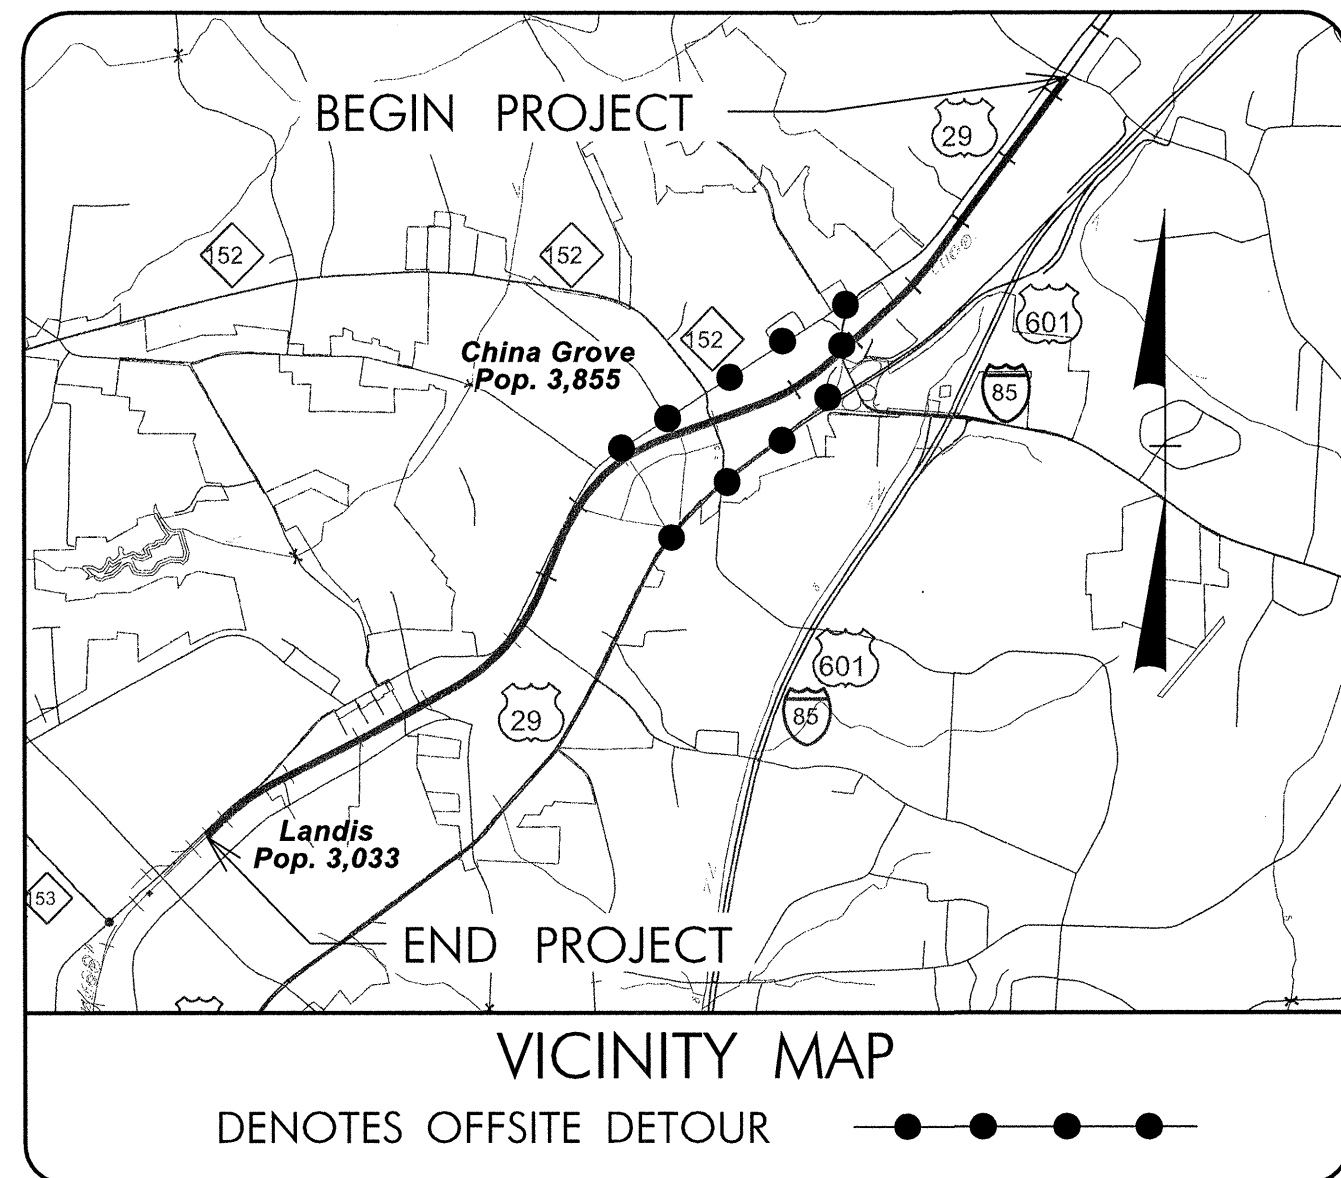 BEGIN PROJECT
29
152
152
601
152
China Grove
Pop. 3,855
85
601
29
85
Landis
Pop. 3,033
153
END PROJECT
VICINITY MAP
DENOTES OFFSITE DETOUR